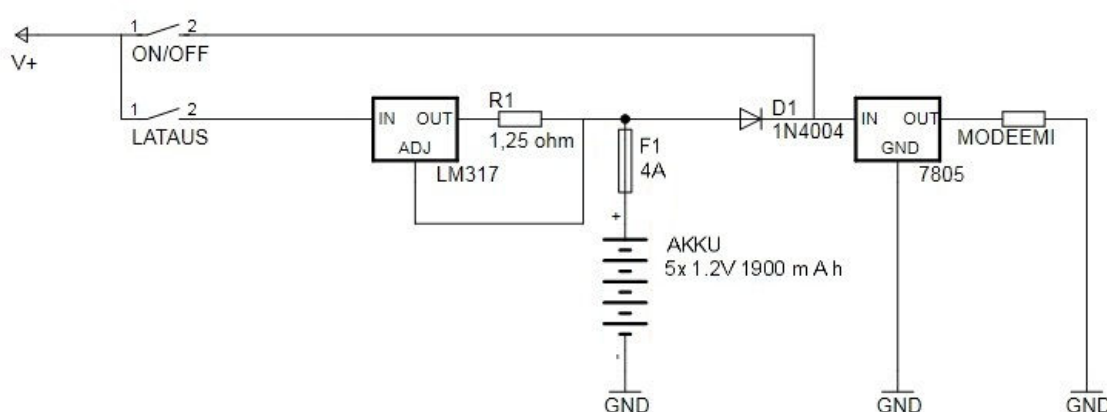 1 2
V+
ON/OFF
1 2
LATAUS
IN OUT
ADJ
LM317
R1
1,25 ohm
F1
4A
+
AKKU
5x 1.2V 1900 mAh
-
GND
D1
1N4004
IN OUT
GND
7805
GND
MODEEMI
GND